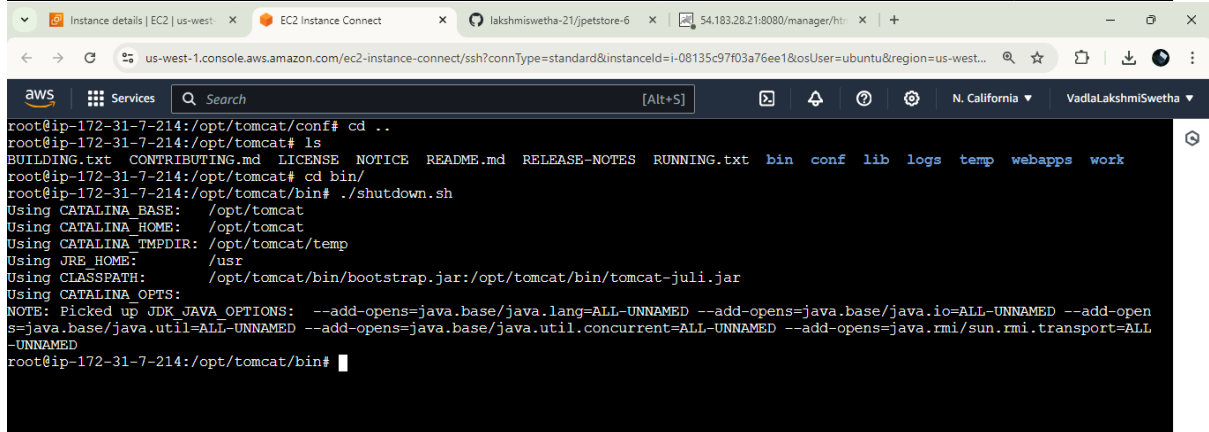 Instance details | EC2 | us-west-
EC2 Instance Connect
lakshmiswetha-21/jpetstore-6
54.183.28.21:8080/manager/htm
us-west-1.console.aws.amazon.com/ec2-instance-connect/ssh?connType=standard&instanceId=i-08135c97f03a76ee1&osUser=ubuntu&region=us-west...
aws
Services
Search
[Alt+S]
N. California
VadlaLakshmiSwetha
root@ip-172-31-7-214:/opt/tomcat/conf# cd ..
root@ip-172-31-7-214:/opt/tomcat# ls
BUILDING.txt CONTRIBUTING.md LICENSE NOTICE README.md RELEASE-NOTES RUNNING.txt bin conf lib logs temp webapps work
root@ip-172-31-7-214:/opt/tomcat# cd bin/
root@ip-172-31-7-214:/opt/tomcat/bin# ./shutdown.sh
Using CATALINA_BASE: /opt/tomcat
Using CATALINA_HOME: /opt/tomcat
Using CATALINA_TMPDIR: /opt/tomcat/temp
Using JRE_HOME: /usr
Using CLASSPATH: /opt/tomcat/bin/bootstrap.jar:/opt/tomcat/bin/tomcat-juli.jar
Using CATALINA_OPTS:
NOTE: Picked up JDK_JAVA_OPTIONS: --add-opens=java.base/java.lang=ALL-UNNAMED --add-opens=java.base/java.io=ALL-UNNAMED --add-open
s=java.base/java.util=ALL-UNNAMED --add-opens=java.base/java.util.concurrent=ALL-UNNAMED --add-opens=java.rmi/sun.rmi.transport=ALL
-UNNAMED
root@ip-172-31-7-214:/opt/tomcat/bin#